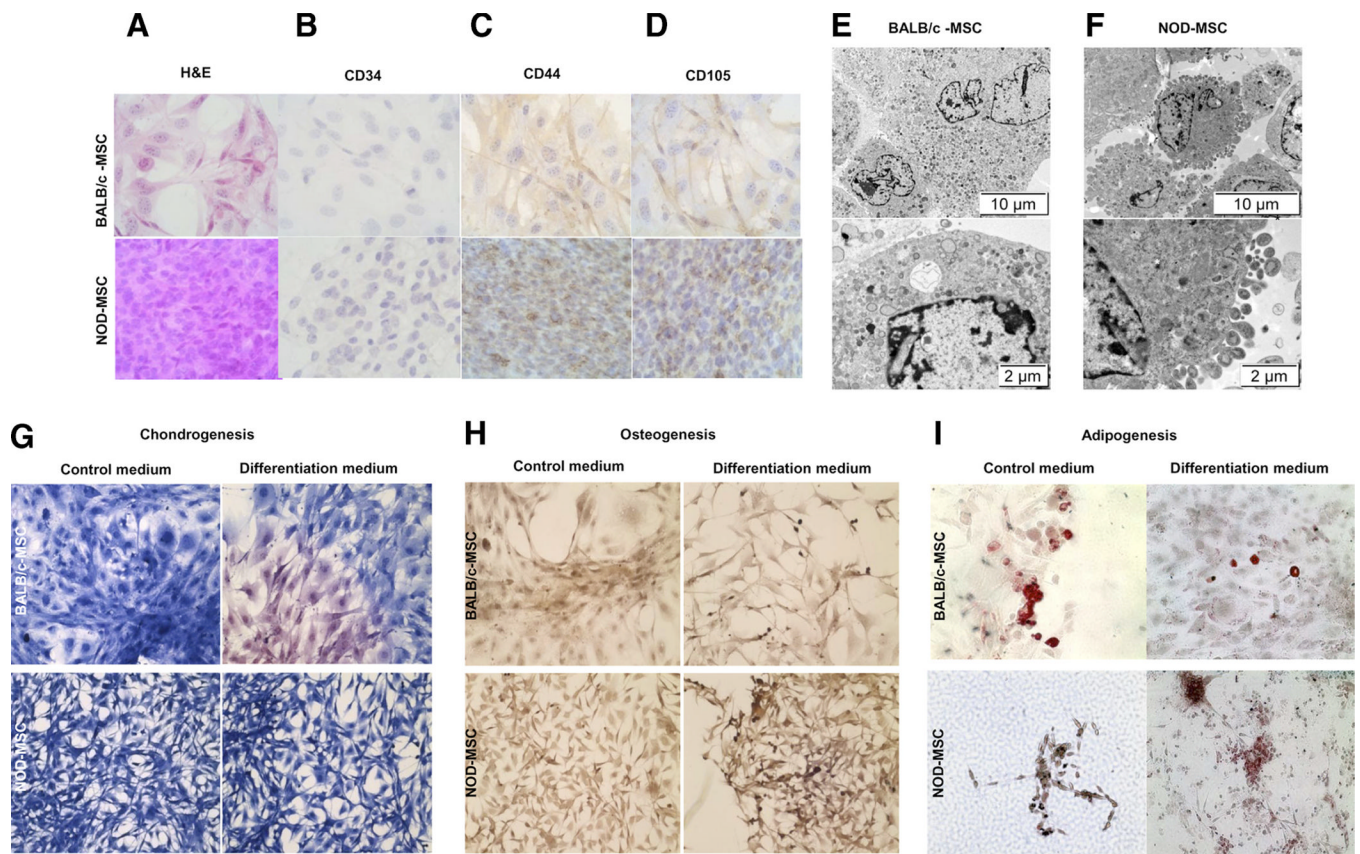 A
B
C
D
E
F
BALB/c -MSC
NOD-MSC
H&E
CD34
CD44
CD105
BALB/c -MSC
NOD-MSC
10 µm
10 µm
2 µm
2 µm
G
Chondrogenesis
Control medium
Differentiation medium
BALB/c-MSC
NOD-MSC
H
Osteogenesis
Control medium
Differentiation medium
BALB/c-MSC
NOD-MSC
I
Adipogenesis
Control medium
Differentiation medium
BALB/c-MSC
NOD-MSC